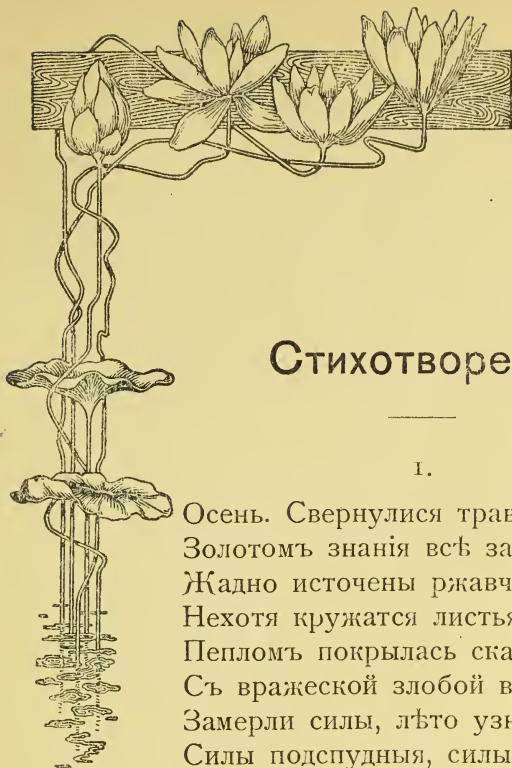 Стихотворе
I.
Осень. Свернулися трав
Золотомъ знанія всѣ за
Жадно источены ржавч
Нехотя кружатся листья
Пепломъ покрылась ска
Съ вражеской злобой в
Замерли силы, лѣто узн
Силы подспудныя, силы